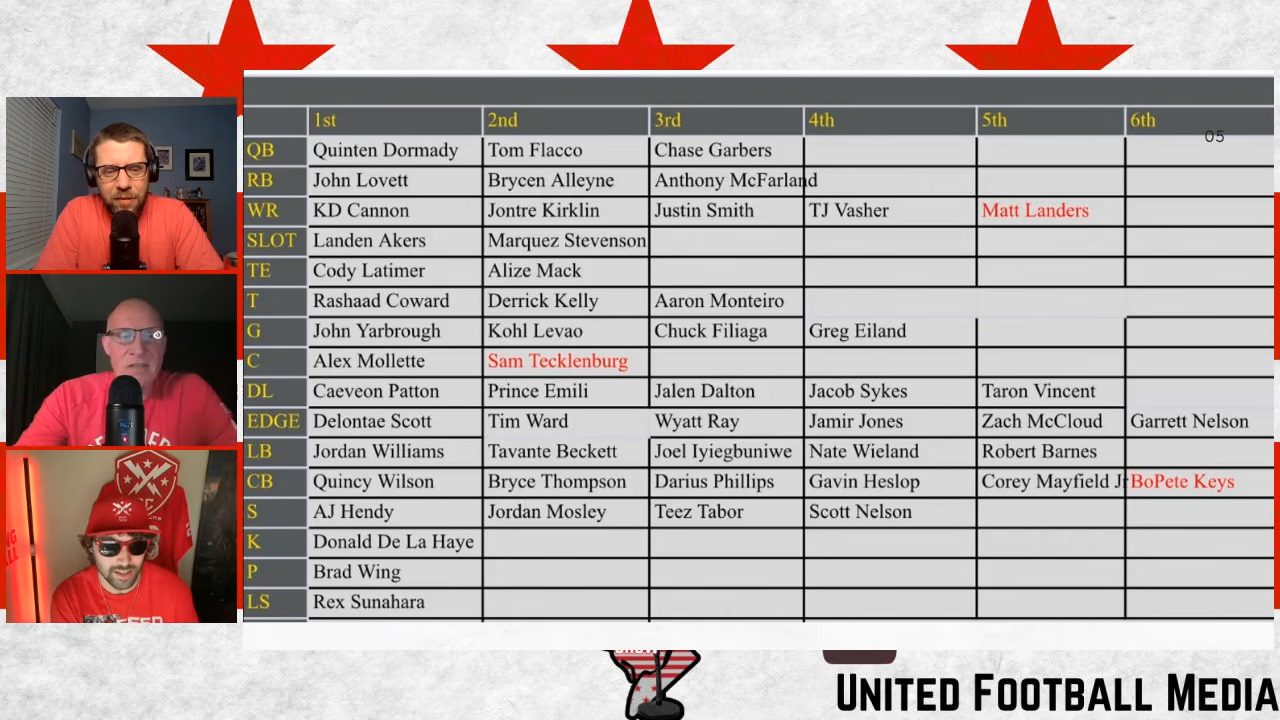 1st 2nd 3rd 4th 5th 6th
05
QB Quinten Dormady Tom Flacco Chase Garbers
RB John Lovett Brycen Alleyne Anthony McFarland
WR KD Cannon Jontre Kirklin Justin Smith TJ Vasher Matt Landers
SLOT Landen Akers Marquez Stevenson
TE Cody Latimer Alize Mack
T Rashaad Coward Derrick Kelly Aaron Monteiro
G John Yarbrough Kohl Levao Chuck Filiaga Greg Eiland
C Alex Mollette Sam Tecklenburg
DL Caeveon Patton Prince Emili Jalen Dalton Jacob Sykes Taron Vincent
EDGE Delontae Scott Tim Ward Wyatt Ray Jamir Jones Zach McCloud Garrett Nelson
LB Jordan Williams Tavante Beckett Joel Iyiegbuniwe Nate Wieland Robert Barnes
CB Quincy Wilson Bryce Thompson Darius Phillips Gavin Heslop Corey Mayfield Jr BoPete Keys
S AJ Hendy Jordan Mosley Teez Tabor Scott Nelson
K Donald De La Haye
P Brad Wing
LS Rex Sunahara
UNITED FOOTBALL MEDIA